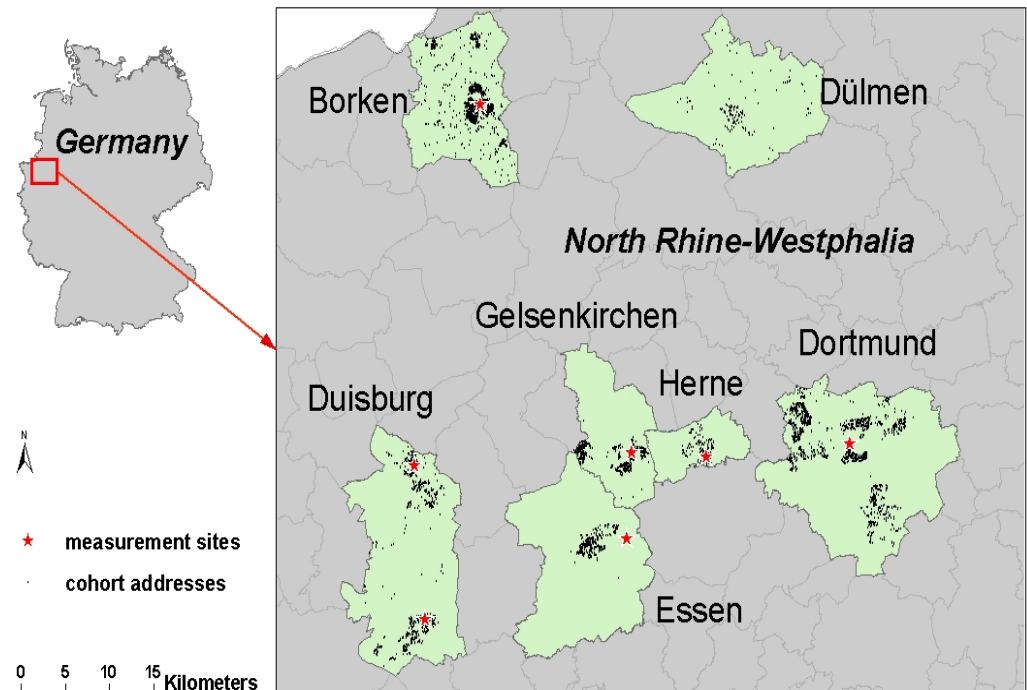 Germany
Borken
Dülmen
North Rhine-Westphalia
Gelsenkirchen
Dortmund
Herne
Duisburg
Essen
N
measurement sites
cohort addresses
0 5 10 15 Kilometers